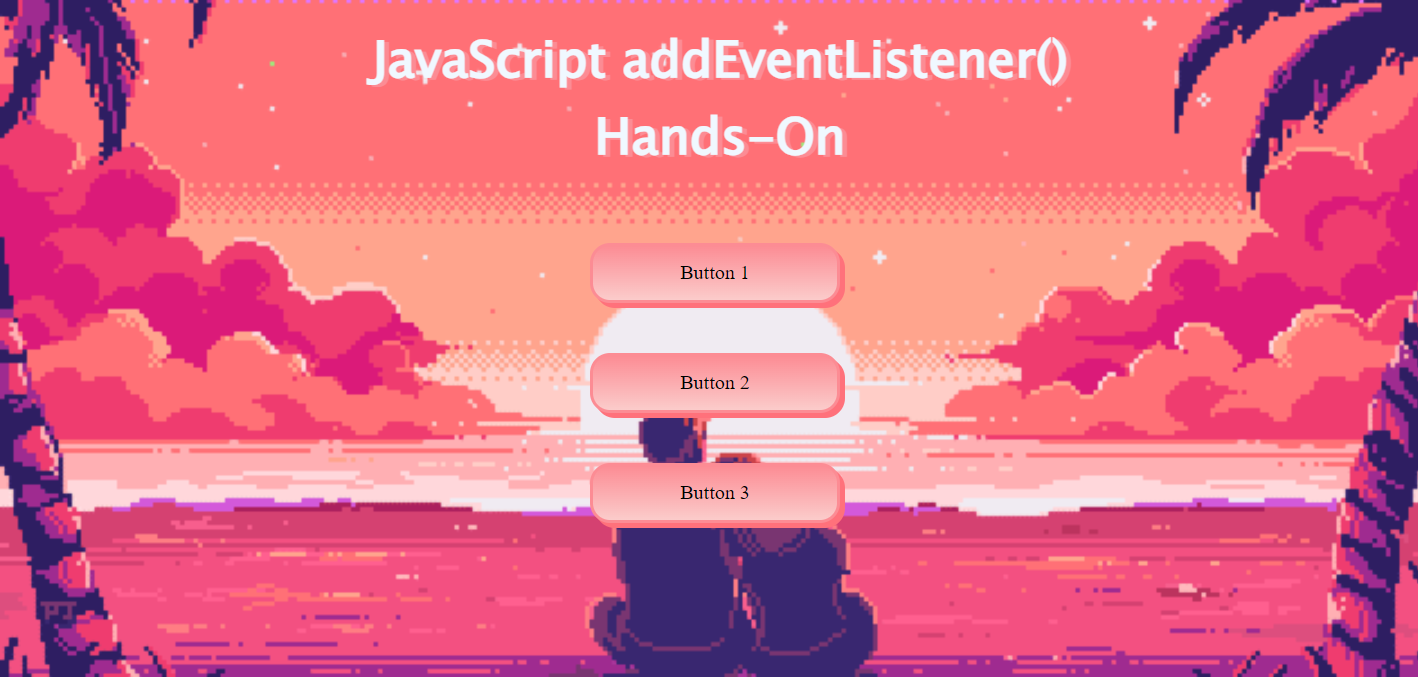 JavaScript addEventListener()
Hands-On
Button 1
Button 2
Button 3